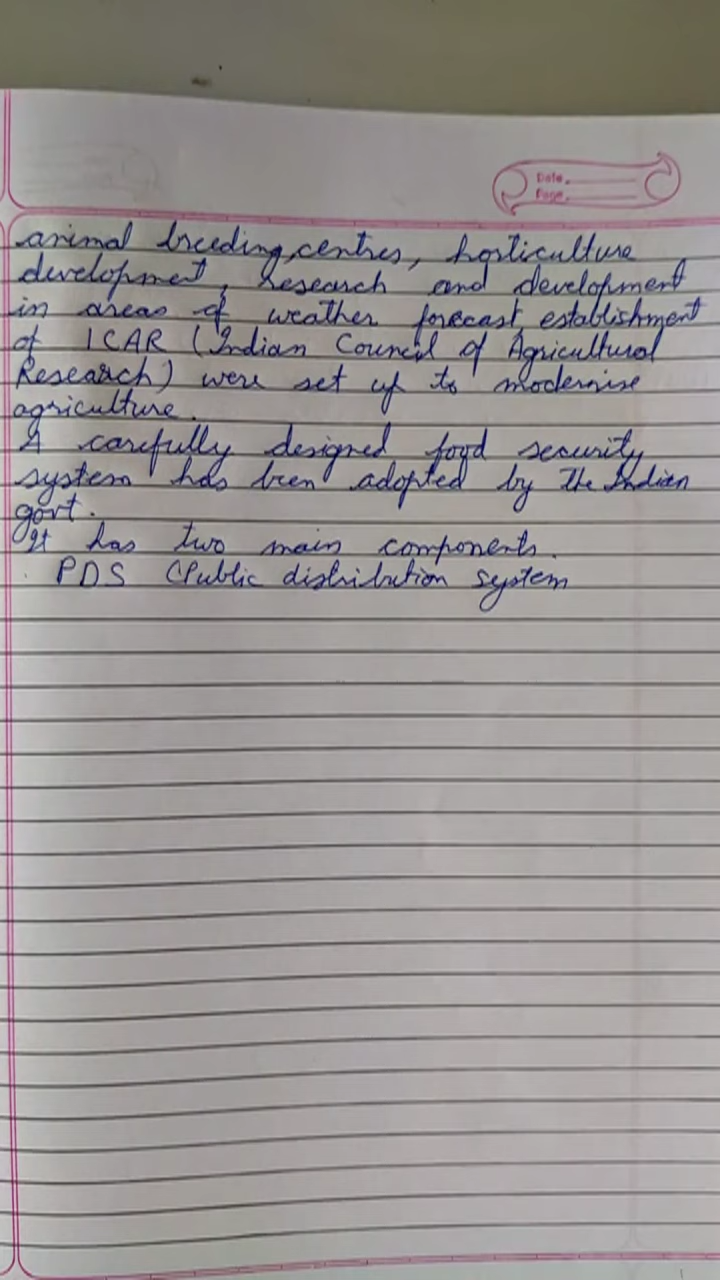 Date.
Page.
animal breeding, centres, horticulture
development, research and development
in areas of weather forecast, establishment
of ICAR (Indian Council of Agricultural
Research) were set up to modernise
agriculture.
A carefully designed food security
system has been adopted by the Indian
govt.
It has two main components.
PDS (Public distribution system